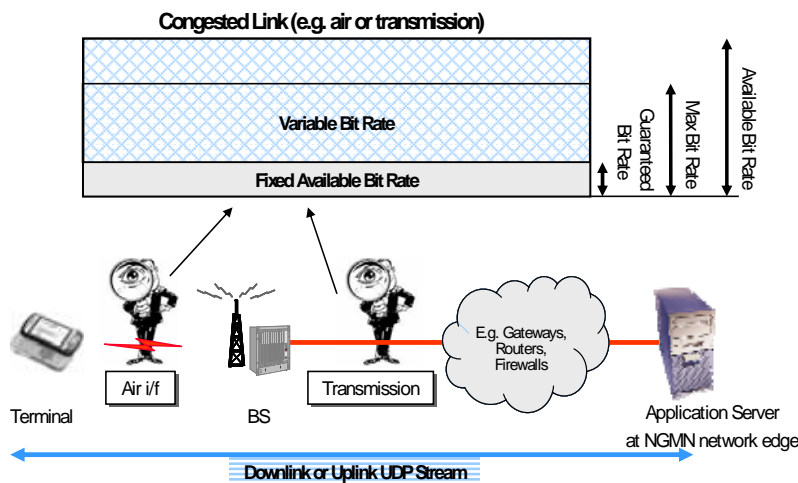 Congested Link (e.g. air or transmission)
Variable Bit Rate
Fixed Available Bit Rate
Guaranteed
Bit Rate
Max Bit Rate
Available Bit Rate
E.g. Gateways,
Routers,
Firewalls
Air i/f
Transmission
Terminal
BS
Application Server
at NGMN network edge
Downlink or Uplink UDP Stream